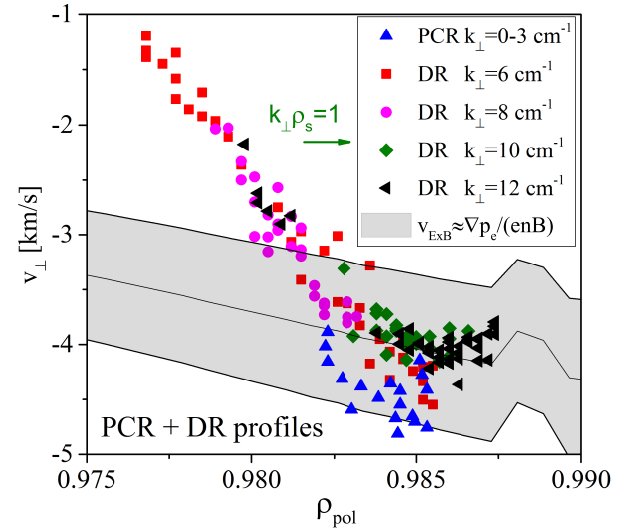 -1
-2
-3
-4
-5
v⊥ [km/s]
0.975
0.980
0.985
0.990
ρpol
PCR k⊥=0-3 cm⁻¹
DR k⊥=6 cm⁻¹
DR k⊥=8 cm⁻¹
DR k⊥=10 cm⁻¹
DR k⊥=12 cm⁻¹
vExB≈∇pe/(enB)
k⊥ρs=1
PCR + DR profiles